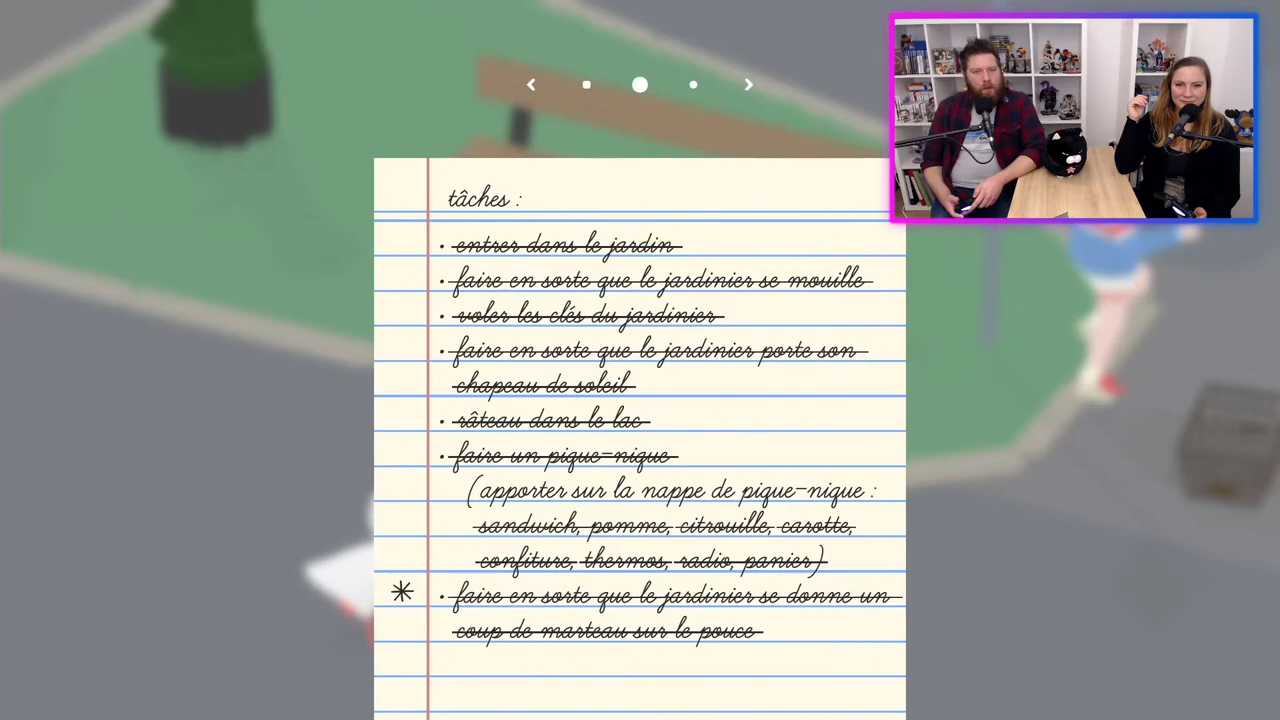 tâches :
· entrer dans le jardin
· faire en sorte que le jardinier se mouille
· voler les clés du jardinier
· faire en sorte que le jardinier porte son
chapeau de soleil
· râteau dans le lac
· faire un pique-nique
(apporter sur la nappe de pique-nique :
sandwich, pomme, citrouille, carotte,
confiture, thermos, radio, panier)
· faire en sorte que le jardinier se donne un
coup de marteau sur le pouce